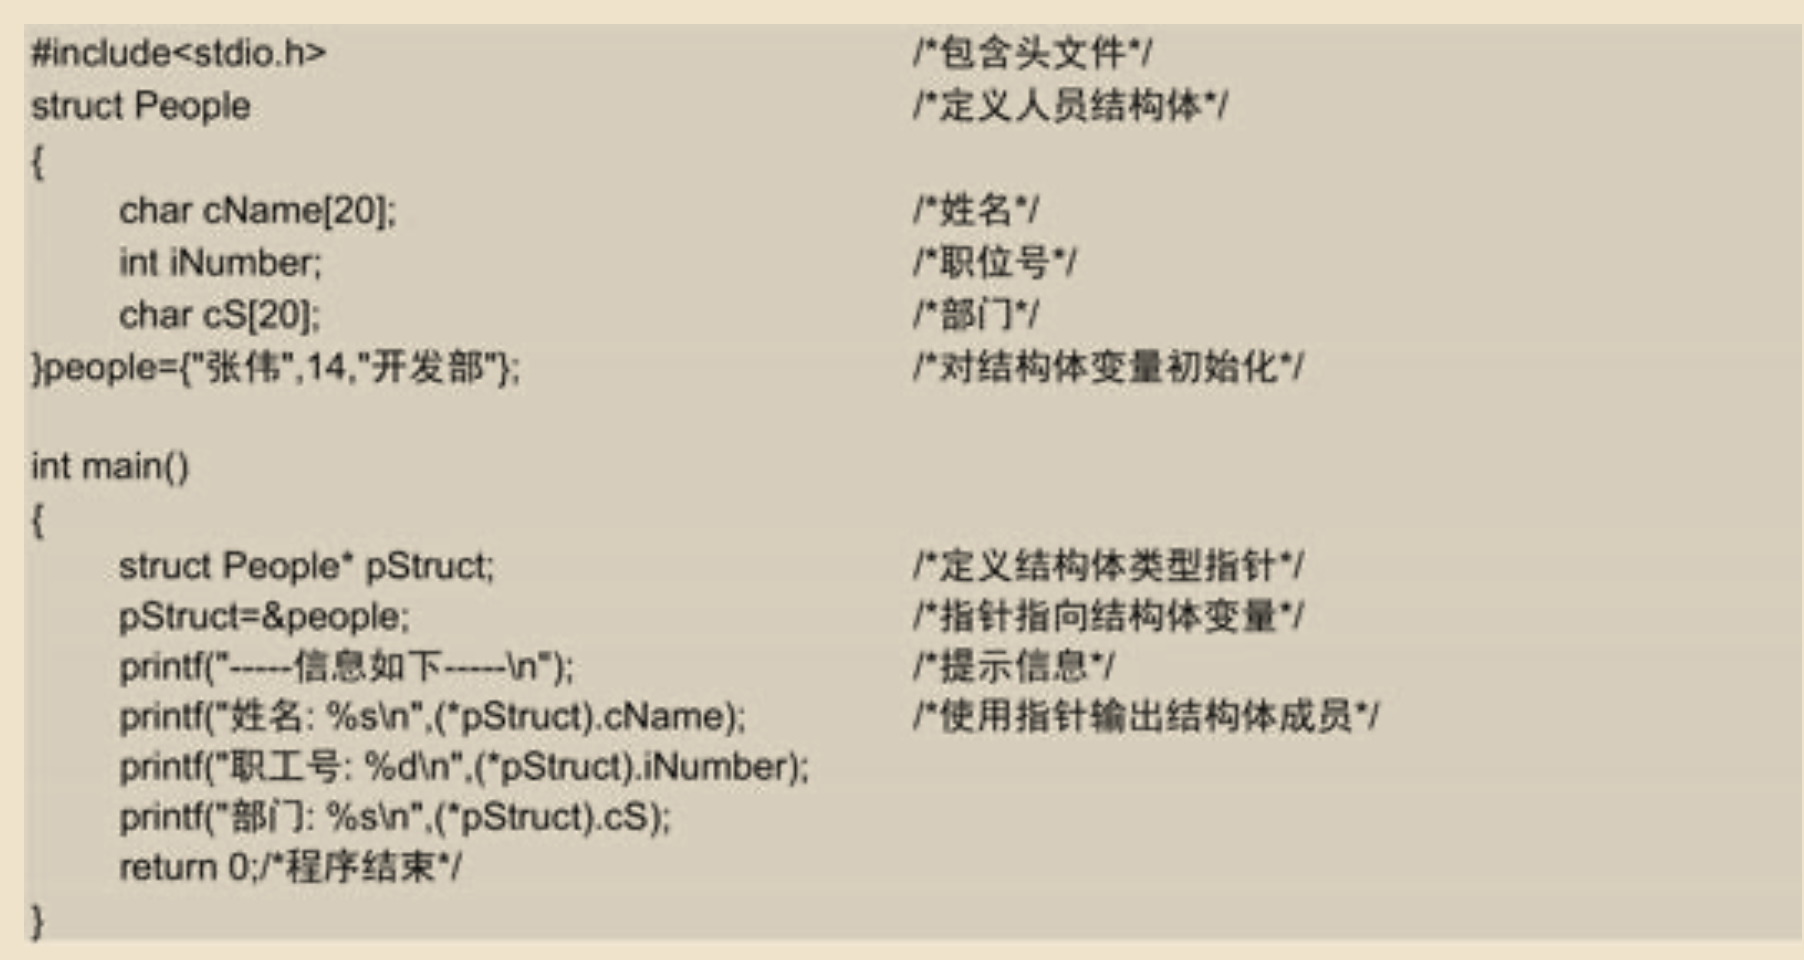 #include<stdio.h> /*包含头文件*/
struct People /*定义人员结构体*/
{
char cName[20]; /*姓名*/
int iNumber; /*职位号*/
char cS[20]; /*部门*/
}people={"张伟",14,"开发部"}; /*对结构体变量初始化*/
int main()
{
struct People* pStruct; /*定义结构体类型指针*/
pStruct=&people; /*指针指向结构体变量*/
printf("-----信息如下-----\n"); /*提示信息*/
printf("姓名: %s\n",(*pStruct).cName); /*使用指针输出结构体成员*/
printf("职工号: %d\n",(*pStruct).iNumber);
printf("部门: %s\n",(*pStruct).cS);
return 0;/*程序结束*/
}